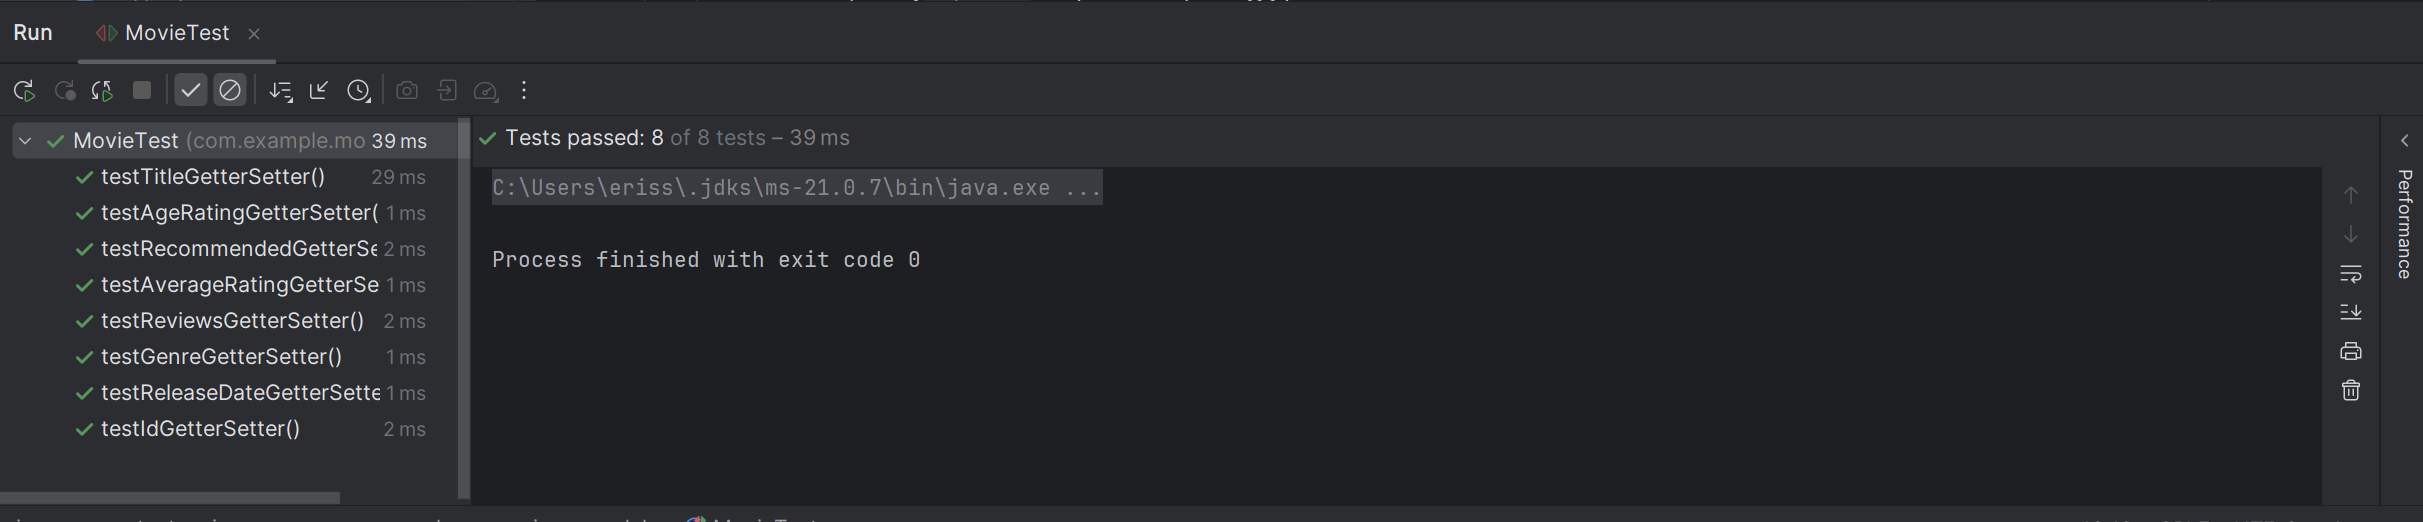 Run MovieTest
MovieTest (com.example.mo 39 ms
testTitleGetterSetter() 29 ms
testAgeRatingGetterSetter( 1 ms
testRecommendedGetterSe 2 ms
testAverageRatingGetterSe 1 ms
testReviewsGetterSetter() 2 ms
testGenreGetterSetter() 1 ms
testReleaseDateGetterSette 1 ms
testIdGetterSetter() 2 ms
Tests passed: 8 of 8 tests – 39 ms
C:\Users\eriss\.jdks\ms-21.0.7\bin\java.exe ...
Process finished with exit code 0
Performance